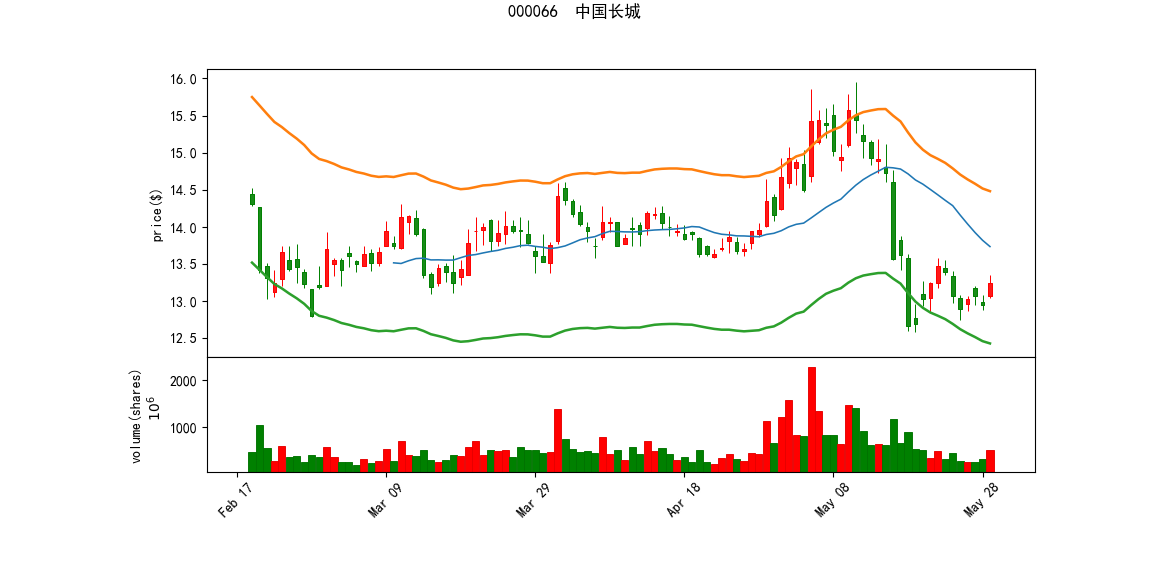 000066 中国长城
16.0
15.5
15.0
14.5
14.0
13.5
13.0
12.5
price($)
2000
1000
volume(shares)
10^6
Feb 17
Mar 09
Mar 29
Apr 18
May 08
May 28